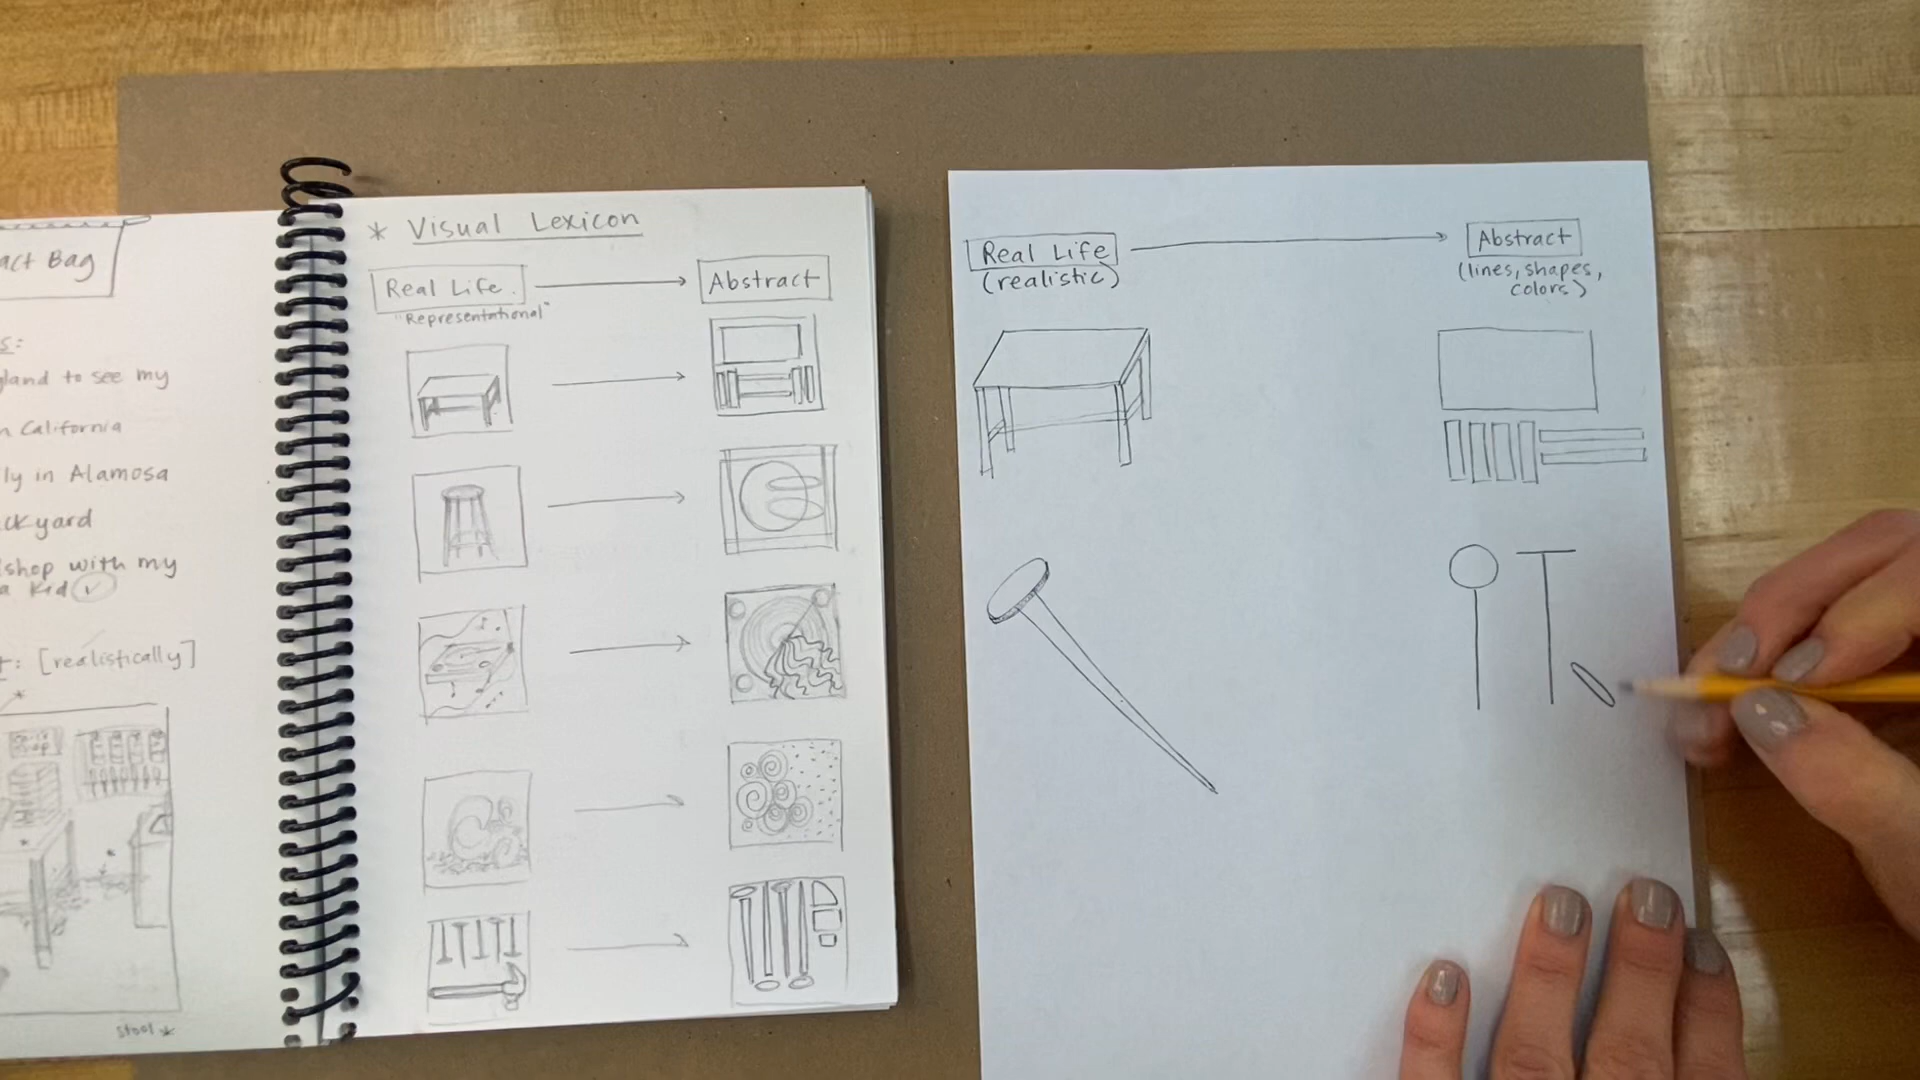 act Bag
s:
gland to see my
n California
ly in Alamosa
ckyard
shop with my
a kid
t: [realistically]
stool *
* Visual Lexicon
Real Life. → Abstract
"Representational"
Real Life → Abstract
(realistic)
(lines, shapes,
colors)